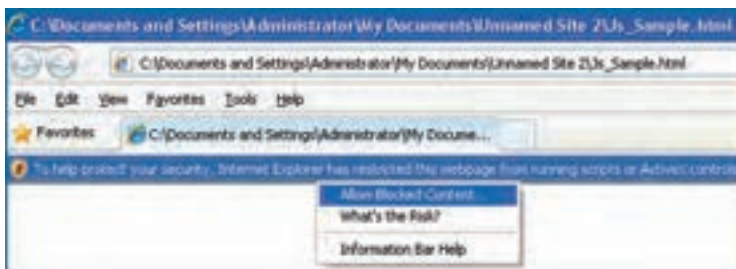 C:\Documents and Settings\Administrator\My Documents\Unnamed Site 2\Js_Sample.html
C:\Documents and Settings\Administrator\My Documents\Unnamed Site 2\Js_Sample.html
File Edit View Favorites Tools Help
Favorites C:\Documents and Settings\Administrator\My Docume...
To help protect your security, Internet Explorer has restricted this webpage from running scripts or ActiveX controls
Allow Blocked Content...
What's the Risk?
Information Bar Help